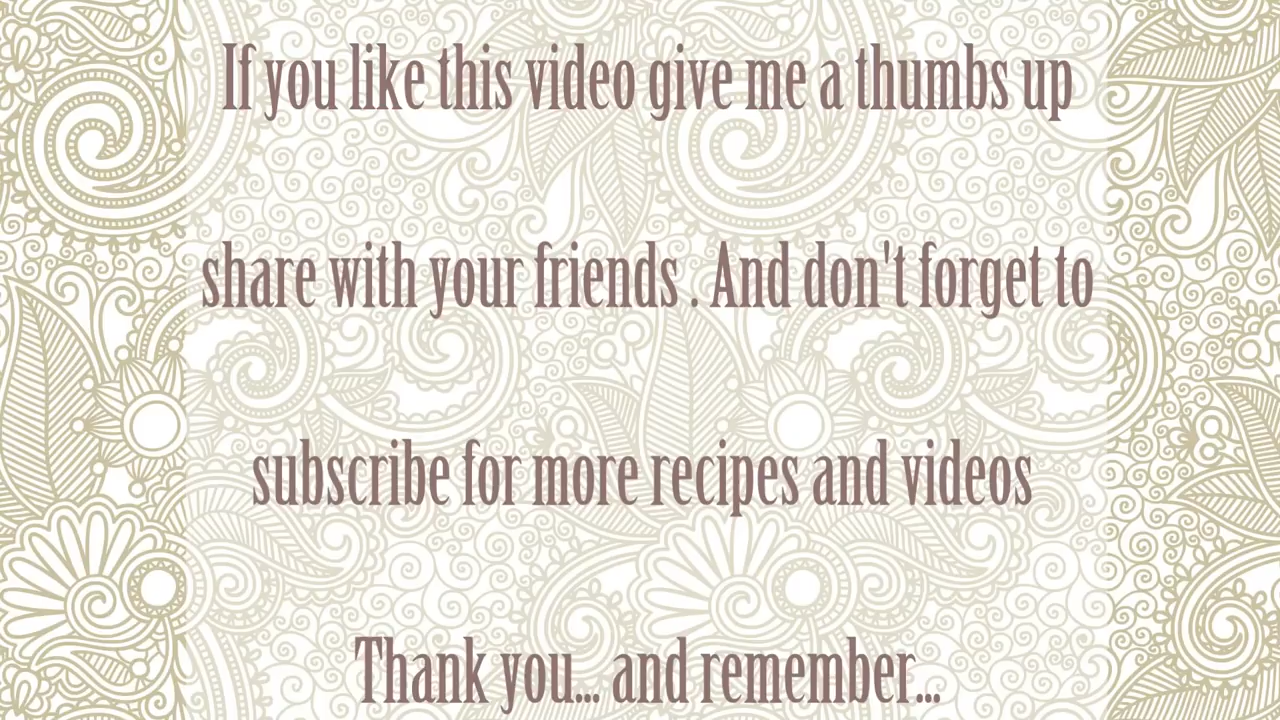 If you like this video give me a thumbs up
share with your friends . And don't forget to
subscribe for more recipes and videos
Thank you... and remember...